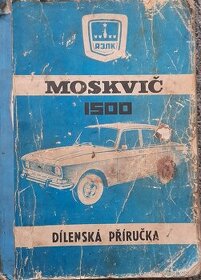 АЗЛК
MOSKVIČ
1500
DÍLENSKÁ PŘÍRUČKA